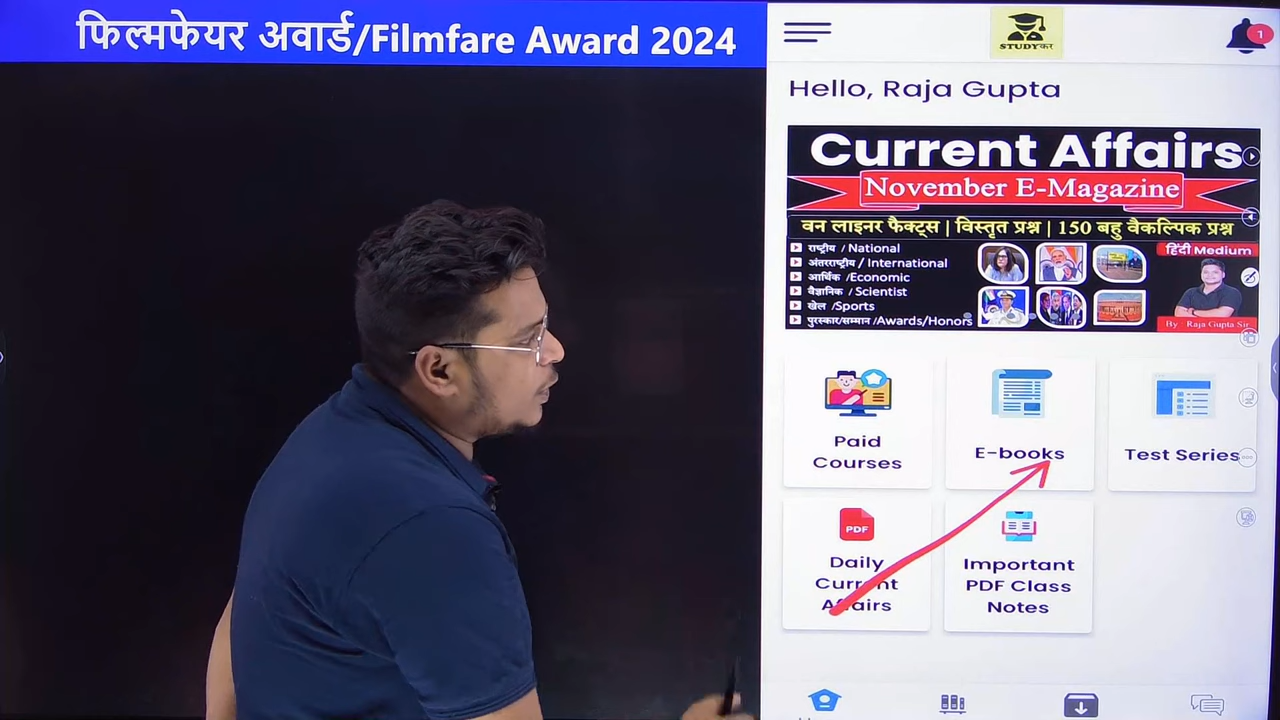 फिल्मफेयर अवार्ड/Filmfare Award 2024
STUDYकर
1
Hello, Raja Gupta
Current Affairs
November E-Magazine
वन लाइनर फैक्ट्स | विस्तृत प्रश्न | 150 बहु वैकल्पिक प्रश्न
राष्ट्रीय / National
अंतरराष्ट्रीय / International
आर्थिक /Economic
वैज्ञानिक / Scientist
खेल /Sports
पुरस्कार/सम्मान /Awards/Honors
हिंदी Medium
By : Raja Gupta Sir
Paid
Courses
E-books
Test Series
PDF
Daily
Current
Affairs
Important
PDF Class
Notes